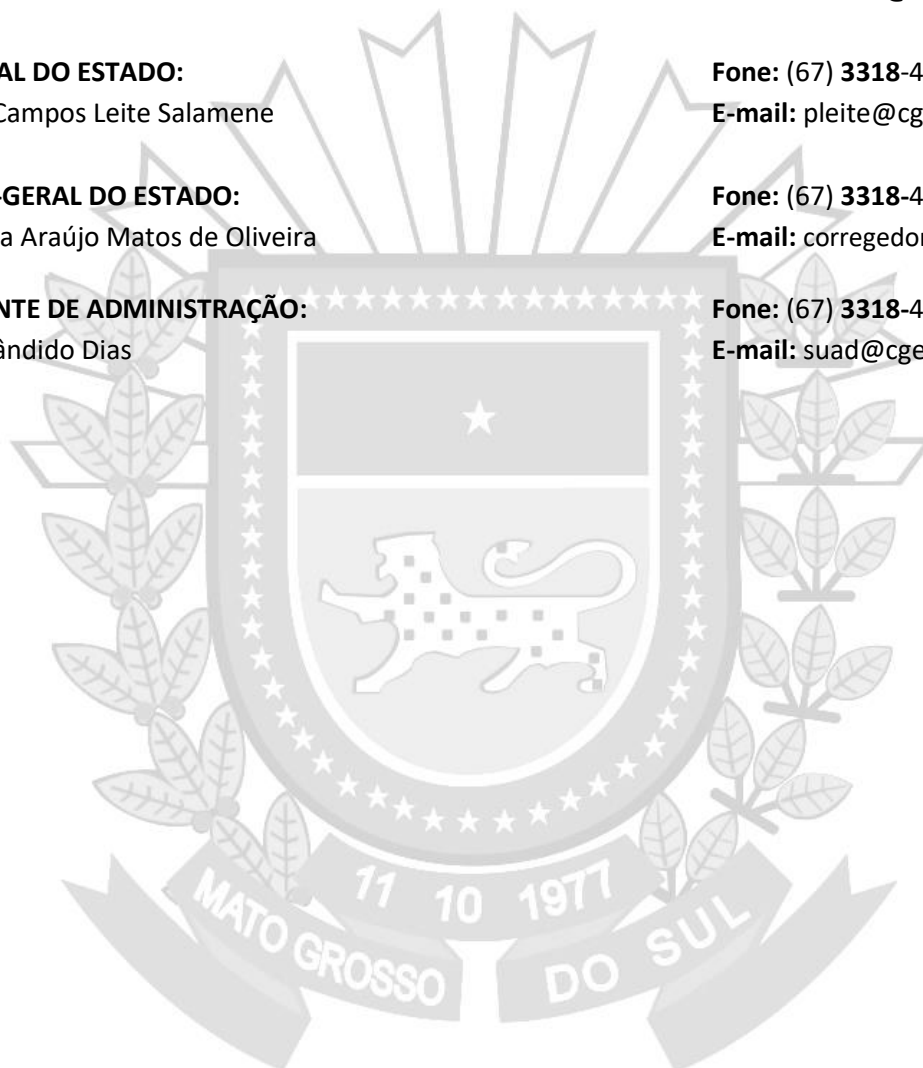 AL DO ESTADO: Fone: (67) 3318-4
Campos Leite Salamene E-mail: pleite@cg
-GERAL DO ESTADO: Fone: (67) 3318-4
a Araújo Matos de Oliveira E-mail: corregedor
NTE DE ADMINISTRAÇÃO: Fone: (67) 3318-4
ândido Dias E-mail: suad@cge
11 10 1977
MATO GROSSO DO SUL